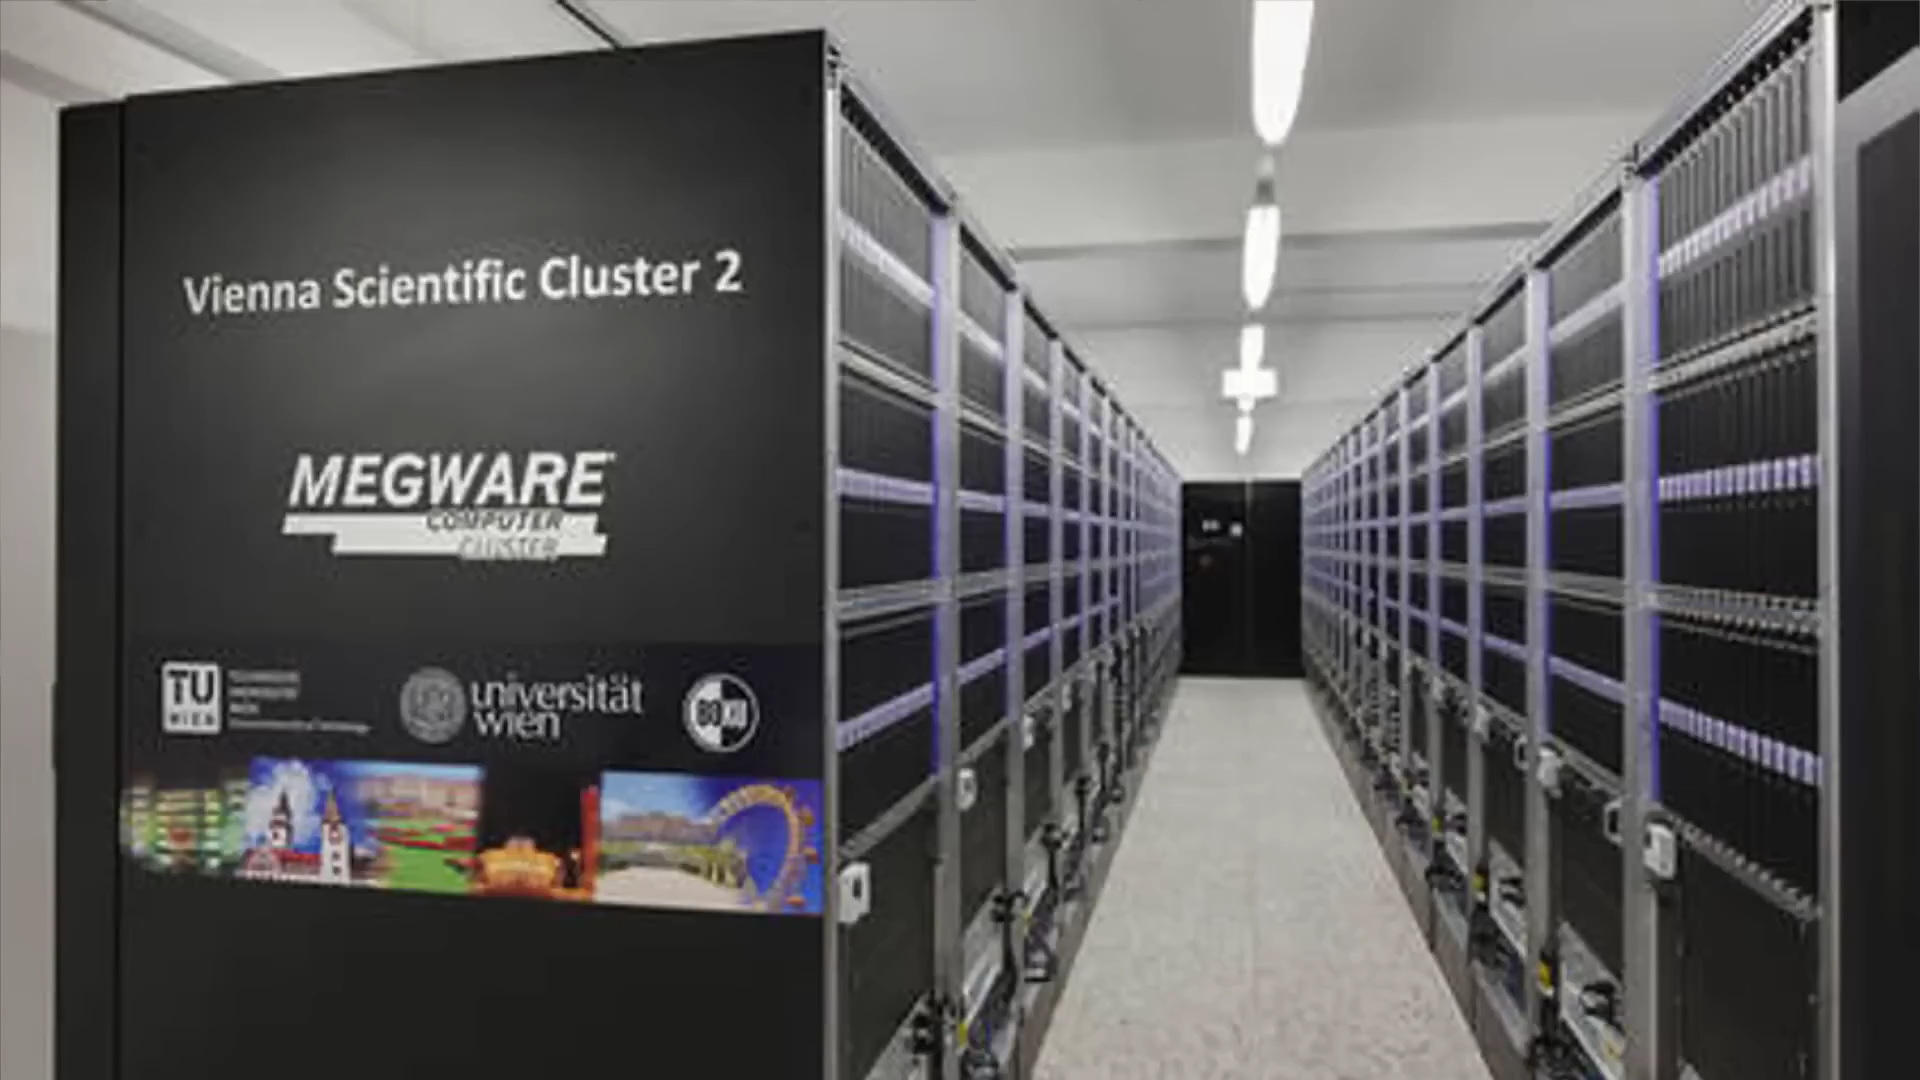 Vienna Scientific Cluster 2
MEGWARE
COMPUTER
CLUSTER
TU
WIEN
universität
wien
BOKU